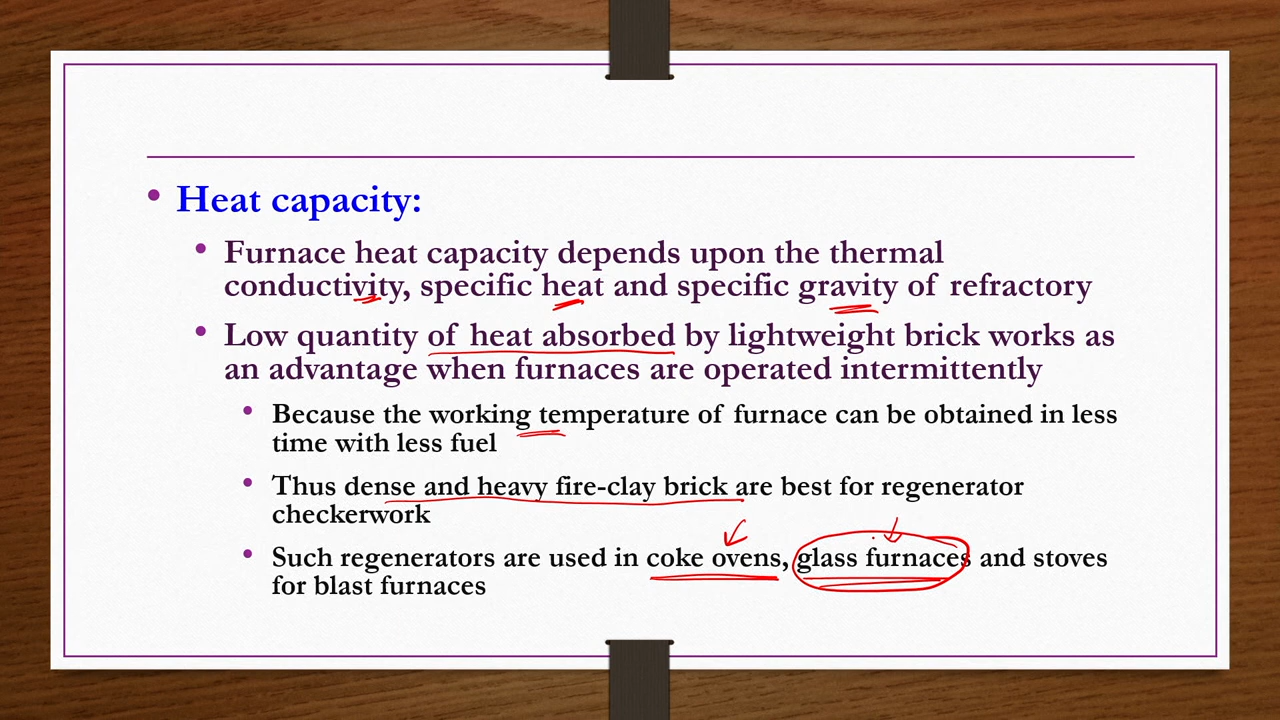 Heat capacity:
Furnace heat capacity depends upon the thermal
conductivity, specific heat and specific gravity of refractory
Low quantity of heat absorbed by lightweight brick works as
an advantage when furnaces are operated intermittently
Because the working temperature of furnace can be obtained in less
time with less fuel
Thus dense and heavy fire-clay brick are best for regenerator
checkerwork
Such regenerators are used in coke ovens, glass furnaces and stoves
for blast furnaces